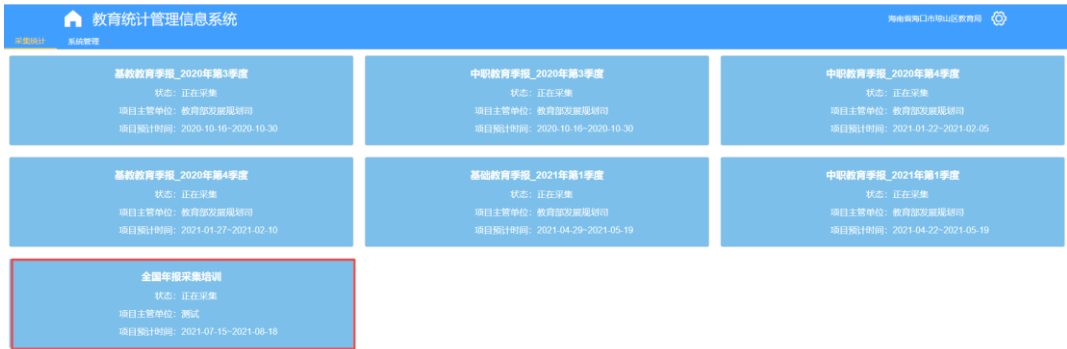 教育统计管理信息系统
海南省海口市琼山区教育局
采集统计 系统管理
基教教育季报_2020年第3季度
状态：正在采集
项目主管单位：教育部发展规划司
项目预计时间：2020-10-16~2020-10-30
中职教育季报_2020年第3季度
状态：正在采集
项目主管单位：教育部发展规划司
项目预计时间：2020-10-16~2020-10-30
中职教育季报_2020年第4季度
状态：正在采集
项目主管单位：教育部发展规划司
项目预计时间：2021-01-22~2021-02-05
基教教育季报_2020年第4季度
状态：正在采集
项目主管单位：教育部发展规划司
项目预计时间：2021-01-27~2021-02-10
基础教育季报_2021年第1季度
状态：正在采集
项目主管单位：教育部发展规划司
项目预计时间：2021-04-29~2021-05-19
中职教育季报_2021年第1季度
状态：正在采集
项目主管单位：教育部发展规划司
项目预计时间：2021-04-22~2021-05-19
全国年报采集培训
状态：正在采集
项目主管单位：测试
项目预计时间：2021-07-15~2021-08-18